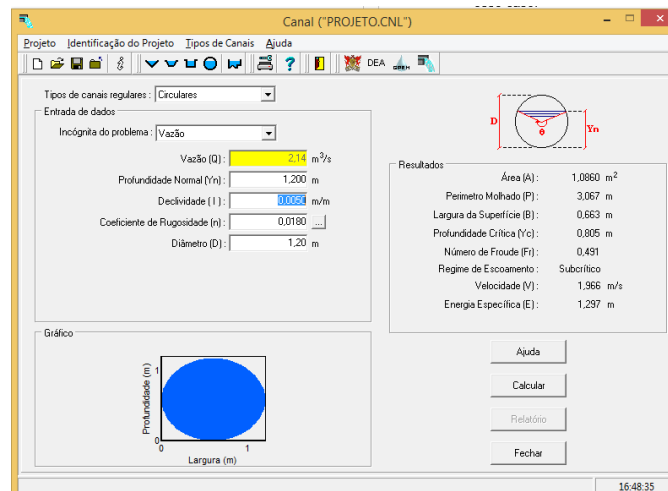 Canal ("PROJETO.CNL")
Projeto Identificação do Projeto Tipos de Canais Ajuda
DEA
Tipos de canais regulares : Circulares
Entrada de dados
Incógnita do problema : Vazão
Vazão (Q) : 2,14 m³/s
Profundidade Normal (Yn) : 1,200 m
Declividade ( I ) : 0,0050 m/m
Coeficiente de Rugosidade (n) : 0,0180 ...
Diâmetro (D) : 1,20 m
D
θ
Yn
Resultados
Área (A) : 1,0860 m²
Perimetro Molhado (P) : 3,067 m
Largura da Superfície (B) : 0,663 m
Profundidade Crítica (Yc) : 0,805 m
Número de Froude (Fr) : 0,491
Regime de Escoamento : Subcrítico
Velocidade (V) : 1,966 m/s
Energia Específica (E) : 1,297 m
Gráfico
Profundidade (m)
1
0
0 1
Largura (m)
Ajuda
Calcular
Relatório
Fechar
16:48:35